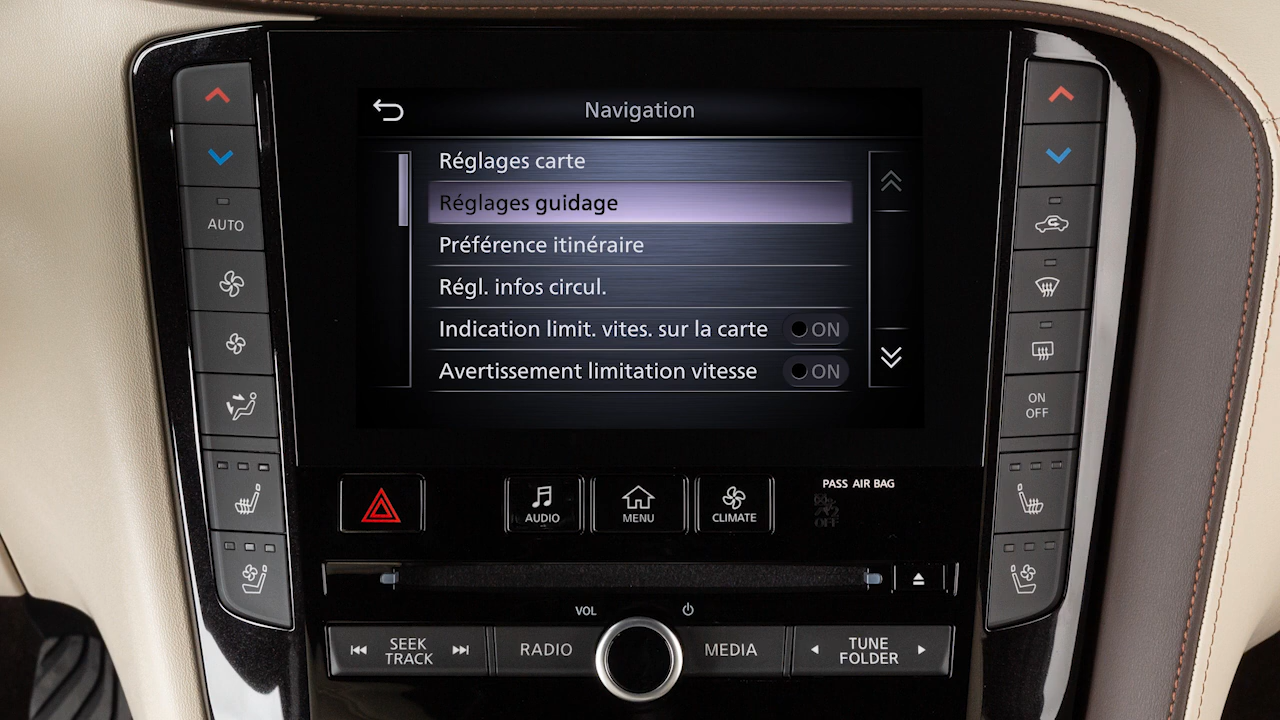 Navigation
Réglages carte
Réglages guidage
Préférence itinéraire
Régl. infos circul.
Indication limit. vites. sur la carte ON
Avertissement limitation vitesse ON
AUTO
ON
OFF
PASS AIR BAG
OFF
AUDIO
MENU
CLIMATE
VOL
SEEK
TRACK
RADIO
MEDIA
TUNE
FOLDER